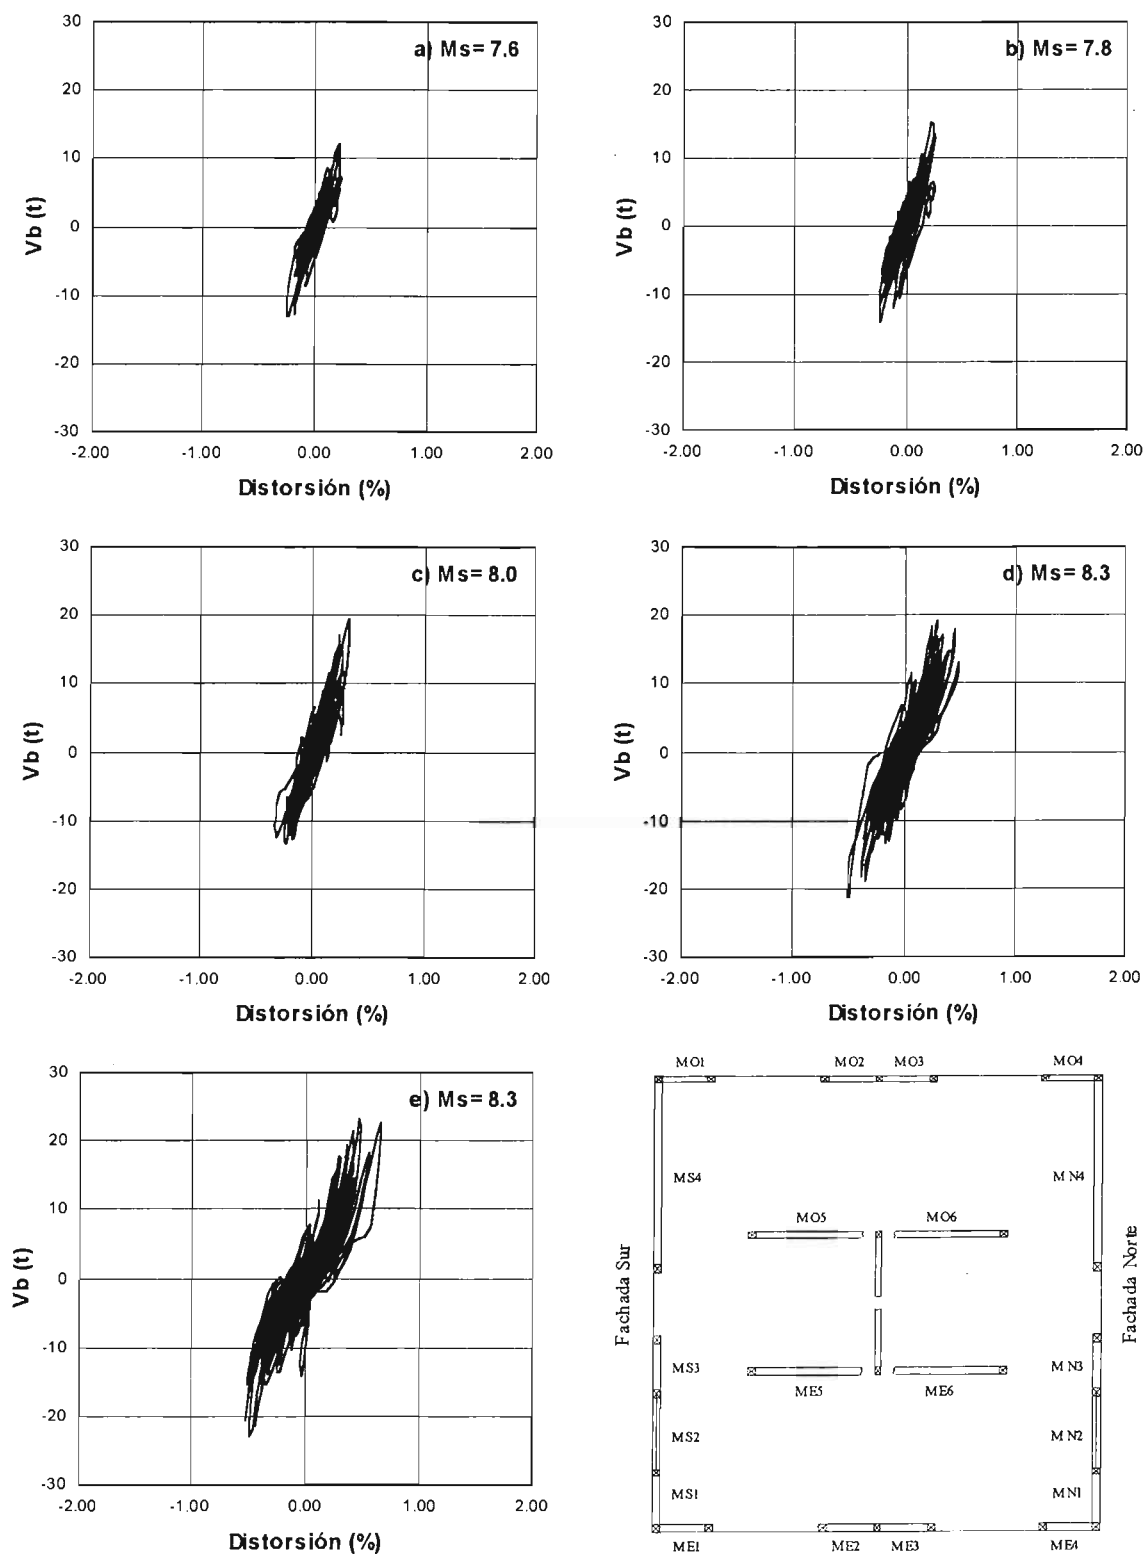 a) Ms= 7.6
30
20
10
0
-10
-20
-30
Vb (t)
-2.00 -1.00 0.00 1.00 2.00
Distorsión (%)
b) Ms= 7.8
30
20
10
0
-10
-20
-30
Vb (t)
-2.00 -1.00 0.00 1.00 2.00
Distorsión (%)
c) Ms= 8.0
30
20
10
0
-10
-20
-30
Vb (t)
-2.00 -1.00 0.00 1.00 2.00
Distorsión (%)
d) Ms= 8.3
30
20
10
0
-10
-20
-30
Vb (t)
-2.00 -1.00 0.00 1.00 2.00
Distorsión (%)
e) Ms= 8.3
30
20
10
0
-10
-20
-30
Vb (t)
-2.00 -1.00 0.00 1.00 2.00
Distorsión (%)
MO1 MO2 MO3 MO4
MS4 MN4
MO5 MO6
Fachada Sur
Fachada Norte
MS3 MN3
ME5 ME6
MS2 MN2
MS1 MN1
ME1 ME2 ME3 ME4